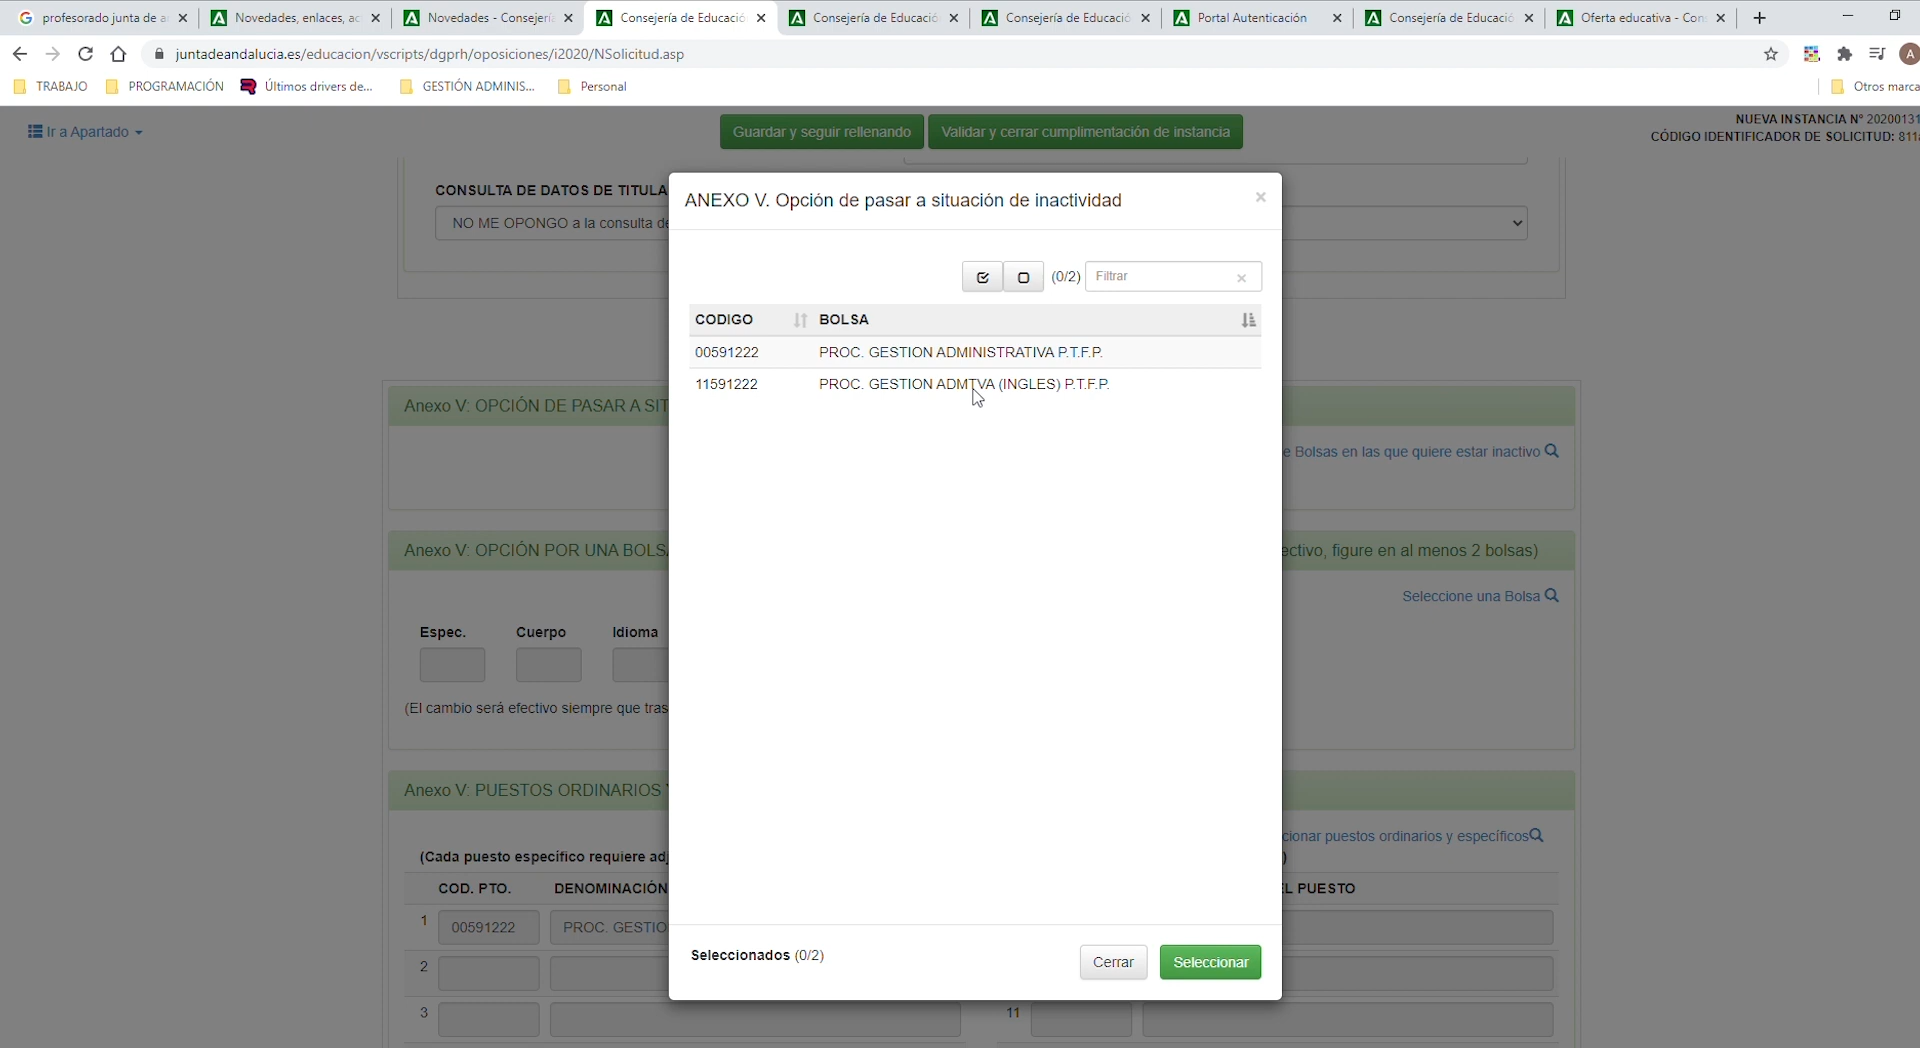 profesorado junta de a
Novedades, enlaces, ac
Novedades - Consejerí
Consejería de Educació
Consejería de Educació
Consejería de Educació
Portal Autenticación
Consejería de Educació
Oferta educativa - Con
juntadeandalucia.es/educacion/vscripts/dgprh/oposiciones/i2020/NSolicitud.asp
A
TRABAJO
PROGRAMACIÓN
Últimos drivers de...
GESTIÓN ADMINIS...
Personal
Otros marca
Ir a Apartado
Guardar y seguir rellenando
Validar y cerrar cumplimentación de instancia
NUEVA INSTANCIA Nº 20200131
CÓDIGO IDENTIFICADOR DE SOLICITUD: 811
CONSULTA DE DATOS DE TITULA
NO ME OPONGO a la consulta de
ANEXO V. Opción de pasar a situación de inactividad
(0/2) Filtrar
CODIGO BOLSA
00591222 PROC. GESTION ADMINISTRATIVA P.T.F.P.
11591222 PROC. GESTION ADMTVA (INGLES) P.T.F.P.
Seleccionados (0/2)
Cerrar
Seleccionar
Anexo V: OPCIÓN DE PASAR A SIT
e Bolsas en las que quiere estar inactivo
Anexo V: OPCIÓN POR UNA BOLS
ectivo, figure en al menos 2 bolsas)
Seleccione una Bolsa
Espec. Cuerpo Idioma
(El cambio será efectivo siempre que tras
Anexo V: PUESTOS ORDINARIOS
cionar puestos ordinarios y específicos
(Cada puesto específico requiere adj
)
COD. PTO. DENOMINACIÓN
L PUESTO
1 00591222 PROC. GESTIO
2
3
11